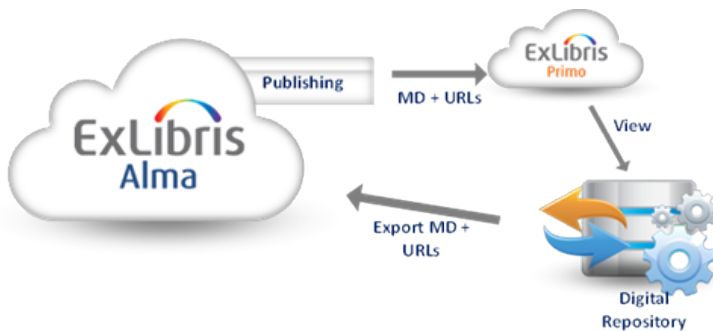 ExLibris
Alma
Publishing
MD + URLs
ExLibris
Primo
View
Export MD +
URLs
Digital
Repository